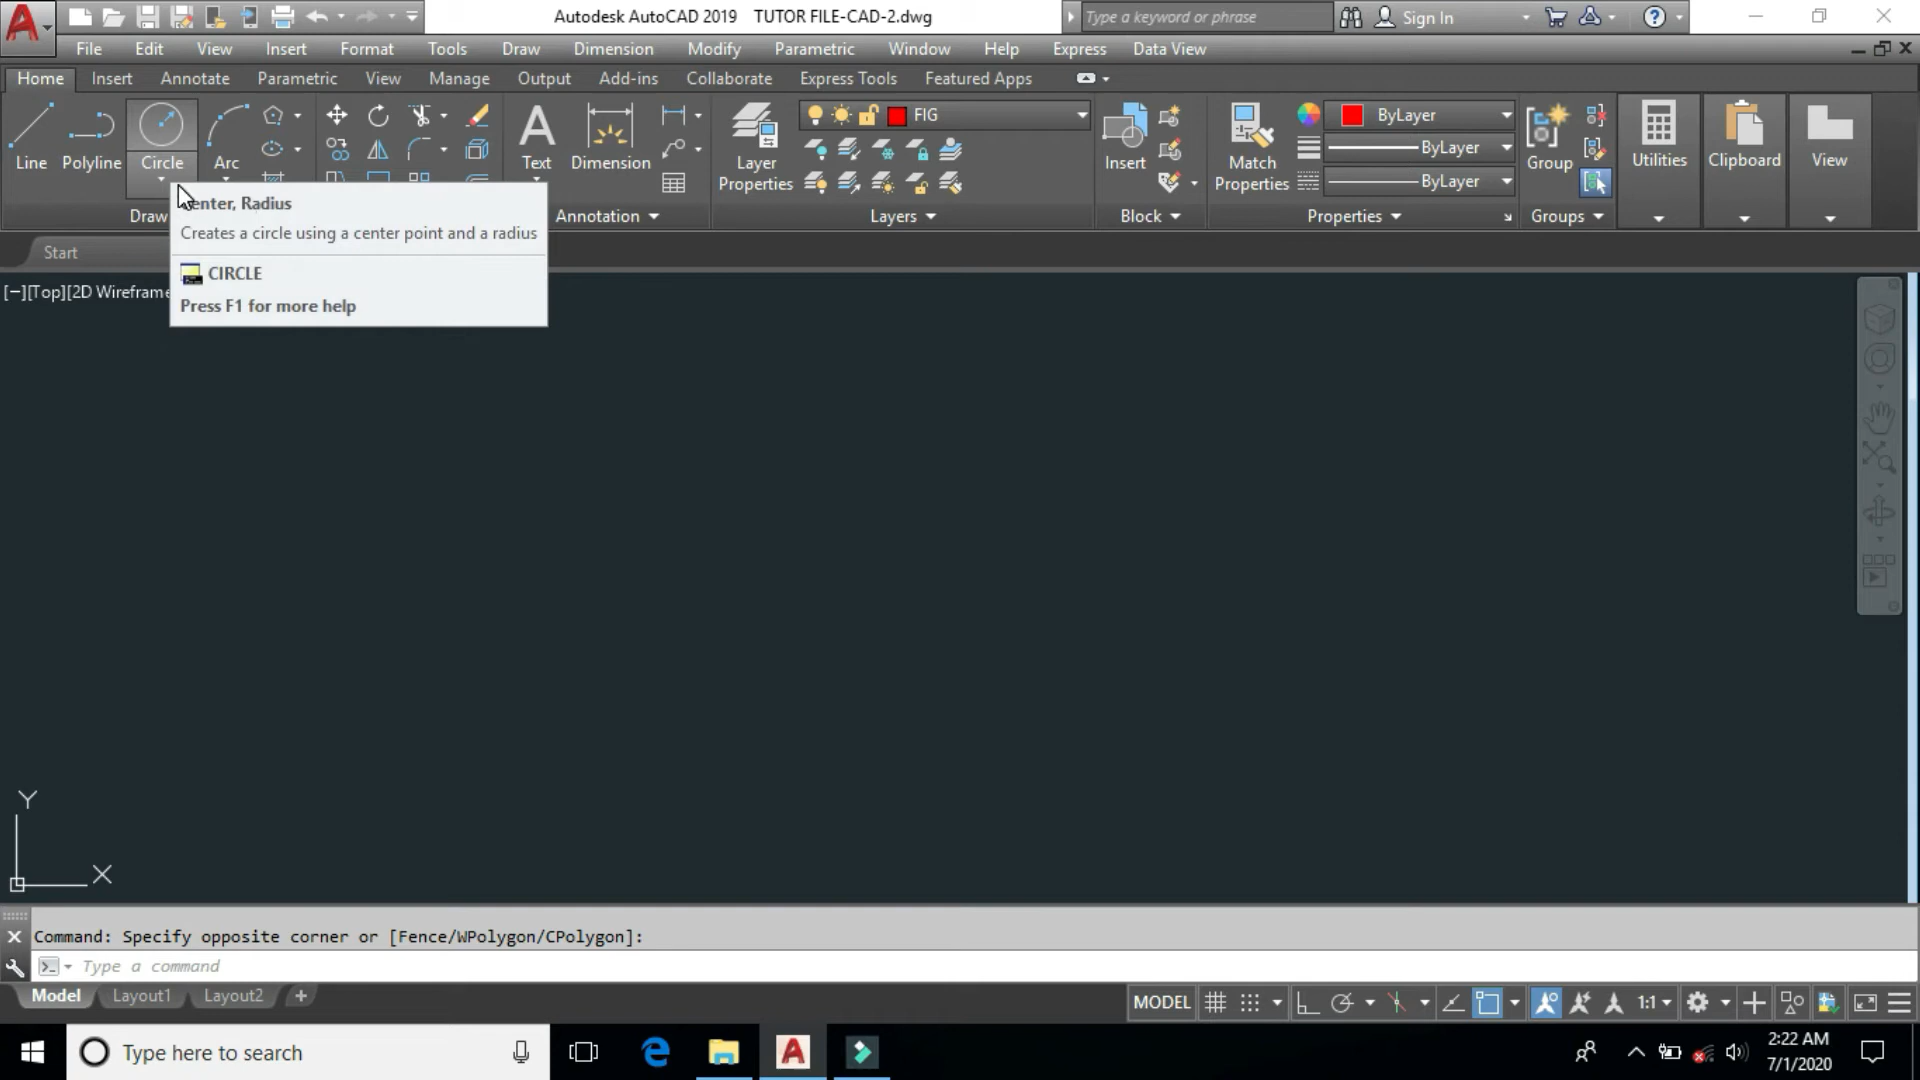 Autodesk AutoCAD 2019 TUTOR FILE-CAD-2.dwg
Type a keyword or phrase
Sign In
File Edit View Insert Format Tools Draw Dimension Modify Parametric Window Help Express Data View
Home Insert Annotate Parametric View Manage Output Add-ins Collaborate Express Tools Featured Apps
FIG
ByLayer
ByLayer
ByLayer
Line Polyline Circle Arc
Text Dimension
Layer
Properties
Insert
Match
Properties
Group
Utilities Clipboard View
Draw
Annotation
Layers
Block
Properties
Groups
enter, Radius
Creates a circle using a center point and a radius
CIRCLE
Press F1 for more help
Start
[−][Top][2D Wireframe
Y
X
Command: Specify opposite corner or [Fence/WPolygon/CPolygon]:
Type a command
Model Layout1 Layout2 +
MODEL
1:1
Type here to search
2:22 AM
7/1/2020